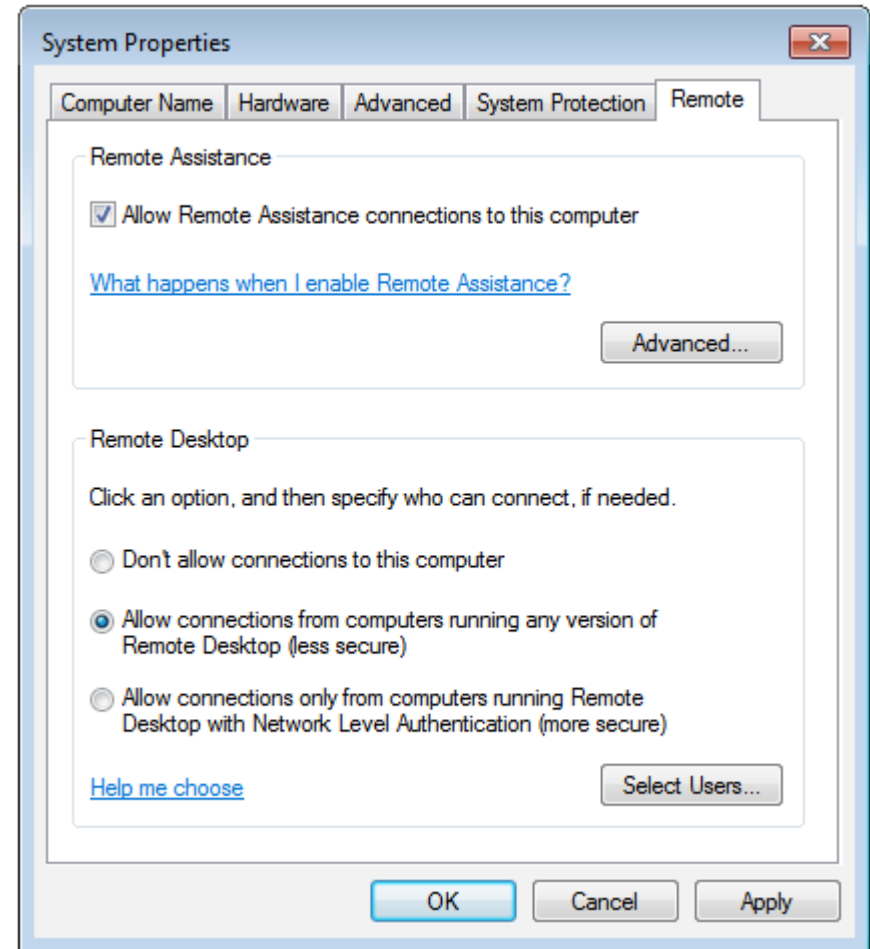 System Properties
Computer Name Hardware Advanced System Protection Remote
Remote Assistance
Allow Remote Assistance connections to this computer
What happens when I enable Remote Assistance?
Advanced...
Remote Desktop
Click an option, and then specify who can connect, if needed.
Don't allow connections to this computer
Allow connections from computers running any version of
Remote Desktop (less secure)
Allow connections only from computers running Remote
Desktop with Network Level Authentication (more secure)
Help me choose
Select Users...
OK Cancel Apply